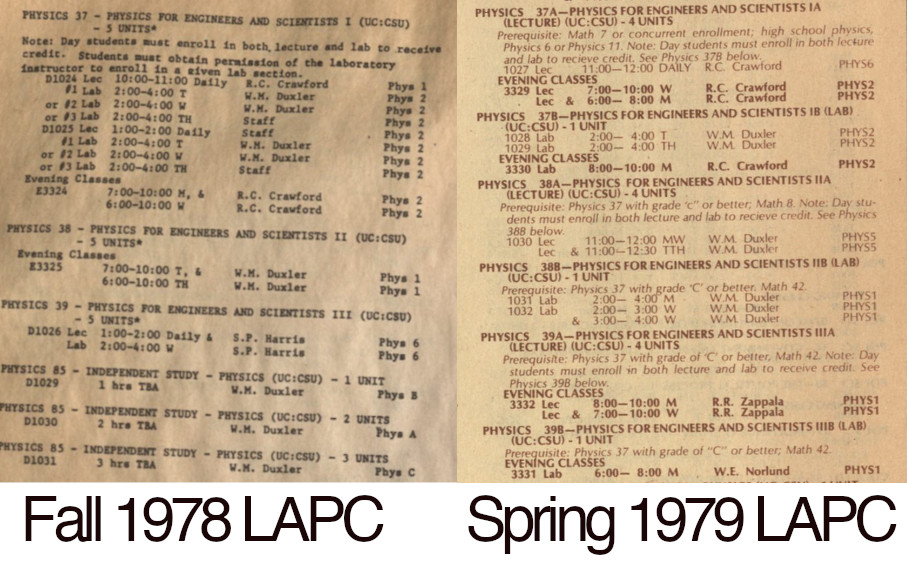 PHYSICS 37 - PHYSICS FOR ENGINEERS AND SCIENTISTS I (UC:CSU)
- 5 UNITS*
Note: Day students must enroll in both lecture and lab to receive
credit. Students must obtain permission of the laboratory
instructor to enroll in a given lab section.
D1024 Lec 10:00-11:00 Daily R.C. Crawford Phys 1
#1 Lab 2:00-4:00 T W.M. Duxler Phys 2
or #2 Lab 2:00-4:00 W W.M. Duxler Phys 2
or #3 Lab 2:00-4:00 TH Staff Phys 2
D1025 Lec 1:00-2:00 Daily Staff Phys 2
#1 Lab 2:00-4:00 T W.M. Duxler Phys 2
or #2 Lab 2:00-4:00 W W.M. Duxler Phys 2
or #3 Lab 2:00-4:00 TH Staff Phys 2
Evening Classes
E3324 7:00-10:00 M, & R.C. Crawford Phys 2
6:00-10:00 W R.C. Crawford Phys 2
PHYSICS 38 - PHYSICS FOR ENGINEERS AND SCIENTISTS II (UC:CSU)
- 5 UNITS*
Evening Classes
E3325 7:00-10:00 T, & W.M. Duxler Phys 1
6:00-10:00 TH W.M. Duxler Phys 1
PHYSICS 39 - PHYSICS FOR ENGINEERS AND SCIENTISTS III (UC:CSU)
- 5 UNITS*
D1026 Lec 1:00-2:00 Daily & S.P. Harris Phys 6
Lab 2:00-4:00 W S.P. Harris Phys 6
PHYSICS 85 - INDEPENDENT STUDY - PHYSICS (UC:CSU) - 1 UNIT
D1029 1 hrs TBA W.M. Duxler Phys B
PHYSICS 85 - INDEPENDENT STUDY - PHYSICS (UC:CSU) - 2 UNITS
D1030 2 hrs TBA W.M. Duxler Phys A
PHYSICS 85 - INDEPENDENT STUDY - PHYSICS (UC:CSU) - 3 UNITS
D1031 3 hrs TBA W.M. Duxler Phys C
Fall 1978 LAPC
PHYSICS 37A—PHYSICS FOR ENGINEERS AND SCIENTISTS IA
(LECTURE) (UC:CSU) - 4 UNITS
Prerequisite: Math 7 or concurrent enrollment; high school physics,
Physics 6 or Physics 11. Note: Day students must enroll in both lecture
and lab to recieve credit. See Physics 37B below.
1027 Lec 11:00—12:00 DAILY R.C. Crawford PHYS6
EVENING CLASSES
3329 Lec 7:00—10:00 W R.C. Crawford PHYS2
Lec & 6:00— 8:00 M R.C. Crawford PHYS2
PHYSICS 37B—PHYSICS FOR ENGINEERS AND SCIENTISTS IB (LAB)
(UC:CSU) - 1 UNIT
1028 Lab 2:00— 4:00 T W.M. Duxler PHYS2
1029 Lab 2:00— 4:00 TH W.M. Duxler PHYS2
EVENING CLASSES
3330 Lab 8:00—10:00 M R.C. Crawford PHYS2
PHYSICS 38A—PHYSICS FOR ENGINEERS AND SCIENTISTS IIA
(LECTURE) (UC:CSU) - 4 UNITS
Prerequisite: Physics 37 with grade 'c" or better; Math 8. Note: Day stu-
dents must enroll in both lecture and lab to recieve credit. See Physics
38B below.
1030 Lec 11:00—12:00 MW W.M. Duxler PHYS5
Lec & 11:00—12:30 TTH W.M. Duxler PHYS5
PHYSICS 38B—PHYSICS FOR ENGINEERS AND SCIENTISTS IIB (LAB)
(UC:CSU) - 1 UNIT
Prerequisite: Physics 37 with grade 'C' or better. Math 42.
1031 Lab 2:00— 4:00 M W.M. Duxler PHYS1
1032 Lab 2:00— 3:00 W W.M. Duxler PHYS1
& 3:00— 4:00 W W.M. Duxler PHYS1
PHYSICS 39A—PHYSICS FOR ENGINEERS AND SCIENTISTS IIIA
(LECTURE) (UC:CSU) - 4 UNITS
Prerequisite: Physics 37 with grade of 'C' or better, Math 42. Note: Day
students must enroll in both lecture and lab to receive credit. See
Physics 39B below.
EVENING CLASSES
3332 Lec 8:00—10:00 M R.R. Zappala PHYS1
Lec & 7:00—10:00 W R.R. Zappala PHYS1
PHYSICS 39B—PHYSICS FOR ENGINEERS AND SCIENTISTS IIIB (LAB)
(UC:CSU) - 1 UNIT
Prerequisite: Physics 37 with grade of "C" or better; Math 42.
EVENING CLASSES
3331 Lab 6:00— 8:00 M W.E. Norlund PHYS1
Spring 1979 LAPC